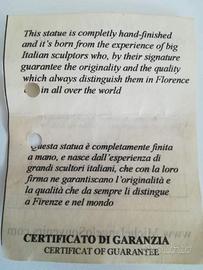 This statue is completly hand-finished
and it's born from the experience of big
Italian sculptors who, by their signature
guarantee the originality and the quality
which always distinguish them in Florence
in all over the world
Questa statua è completamente finita
a mano, e nasce dall'esperienza di
grandi scultori italiani, che con la loro
firma ne garantiscono l'originalità e
la qualità che da sempre li distingue
a Firenze e nel mondo
CERTIFICATO DI GARANZIA
CERTIFICAT OF GUARANTEE